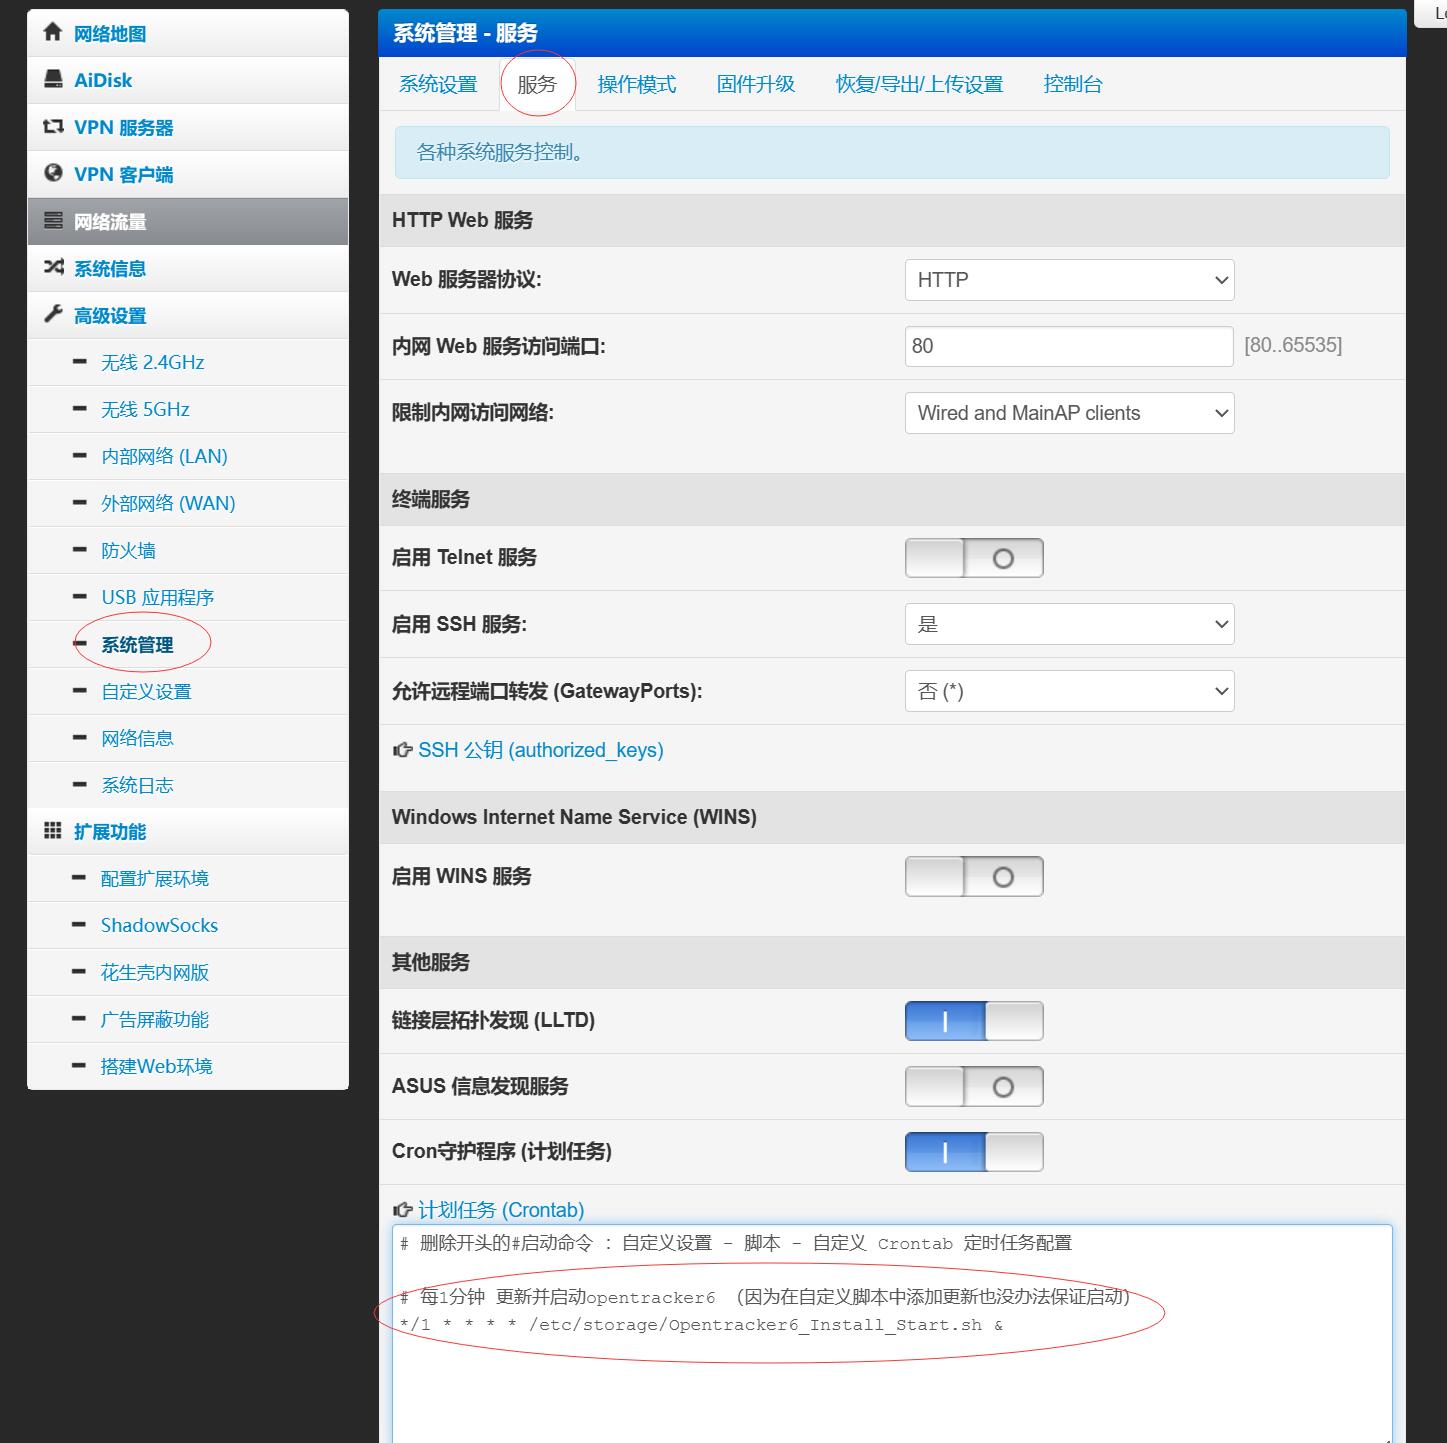 网络地图
AiDisk
VPN 服务器
VPN 客户端
网络流量
系统信息
高级设置
无线 2.4GHz
无线 5GHz
内部网络 (LAN)
外部网络 (WAN)
防火墙
USB 应用程序
系统管理
自定义设置
网络信息
系统日志
扩展功能
配置扩展环境
ShadowSocks
花生壳内网版
广告屏蔽功能
搭建Web环境
系统管理 - 服务
系统设置 服务 操作模式 固件升级 恢复/导出/上传设置 控制台
各种系统服务控制。
HTTP Web 服务
Web 服务器协议: HTTP
内网 Web 服务访问端口: 80 [80..65535]
限制内网访问网络: Wired and MainAP clients
终端服务
启用 Telnet 服务
启用 SSH 服务: 是
允许远程端口转发 (GatewayPorts): 否 (*)
SSH 公钥 (authorized_keys)
Windows Internet Name Service (WINS)
启用 WINS 服务
其他服务
链接层拓扑发现 (LLTD)
ASUS 信息发现服务
Cron守护程序 (计划任务)
计划任务 (Crontab)
# 删除开头的#启动命令 : 自定义设置 - 脚本 - 自定义 Crontab 定时任务配置
# 每1分钟 更新并启动opentracker6 (因为在自定义脚本中添加更新也没办法保证启动)
*/1 * * * * /etc/storage/Opentracker6_Install_Start.sh &